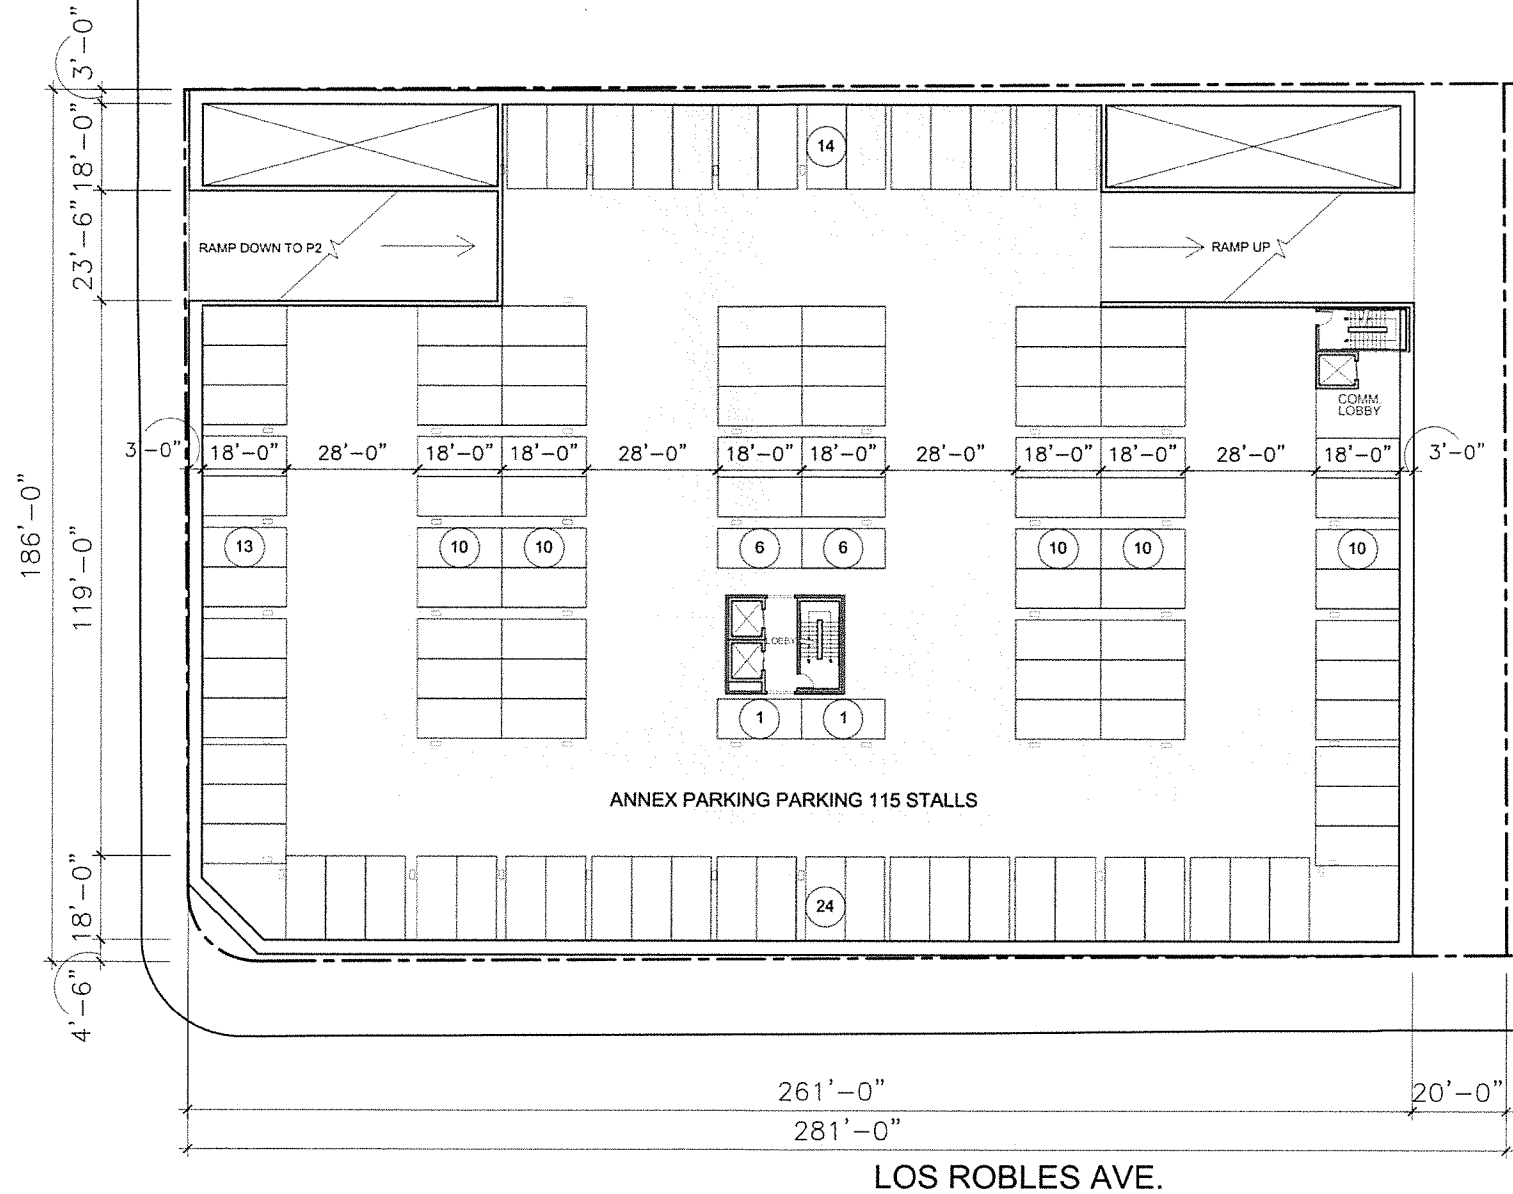 3'-0"
18'-0"
23'-6"
186'-0"
119'-0"
18'-0"
4'-6"
14
RAMP DOWN TO P2
RAMP UP
COMM.
LOBBY
3'-0" 18'-0" 28'-0" 18'-0" 18'-0" 28'-0" 18'-0" 18'-0" 28'-0" 18'-0" 18'-0" 28'-0" 18'-0" 3'-0"
13 10 10 6 6 10 10 10
LOBBY
1 1
ANNEX PARKING PARKING 115 STALLS
24
261'-0" 20'-0"
281'-0"
LOS ROBLES AVE.